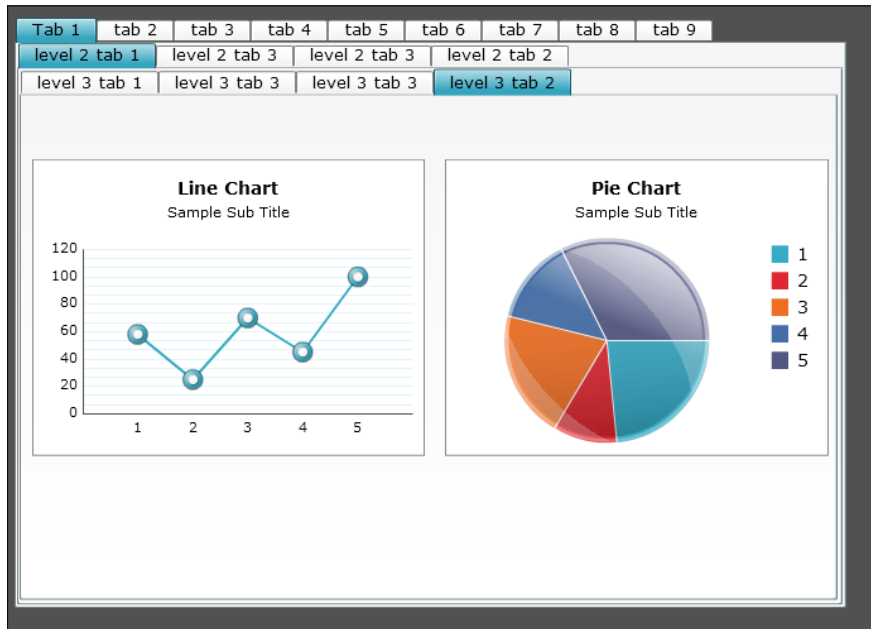 Tab 1 tab 2 tab 3 tab 4 tab 5 tab 6 tab 7 tab 8 tab 9
level 2 tab 1 level 2 tab 3 level 2 tab 3 level 2 tab 2
level 3 tab 1 level 3 tab 3 level 3 tab 3 level 3 tab 2
Line Chart
Sample Sub Title
120
100
80
60
40
20
0
1 2 3 4 5
Pie Chart
Sample Sub Title
1
2
3
4
5